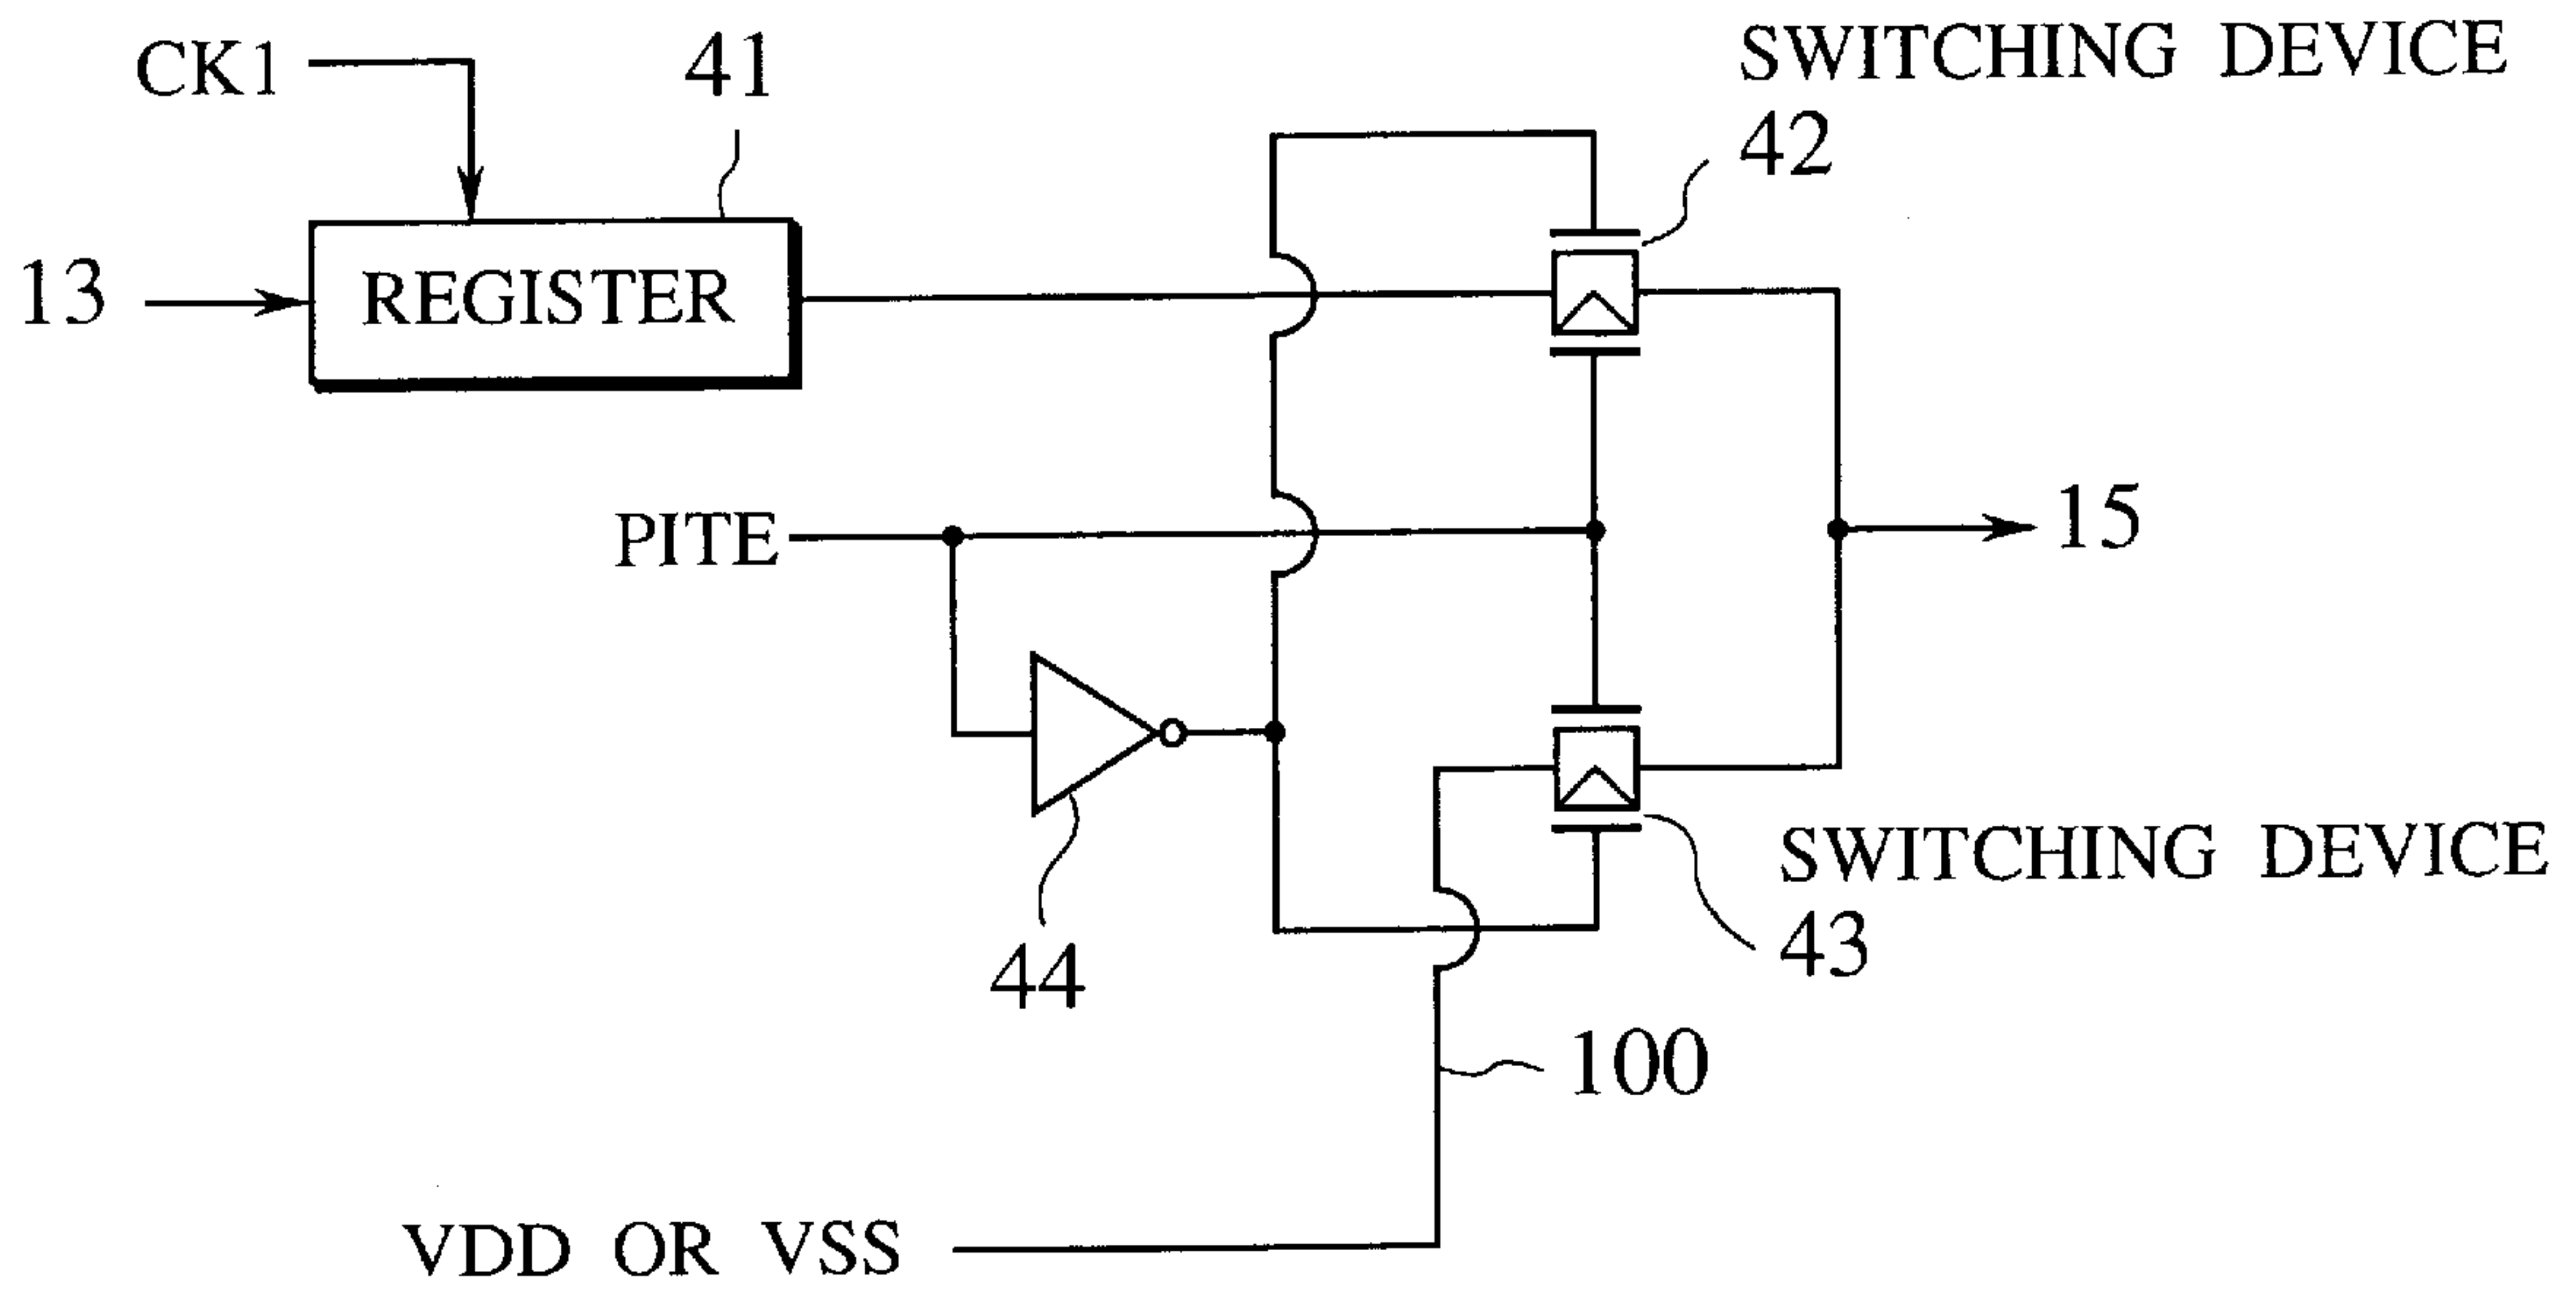 CK1
41
SWITCHING DEVICE
42
13
REGISTER
PITE
15
44
SWITCHING DEVICE
43
100
VDD OR VSS